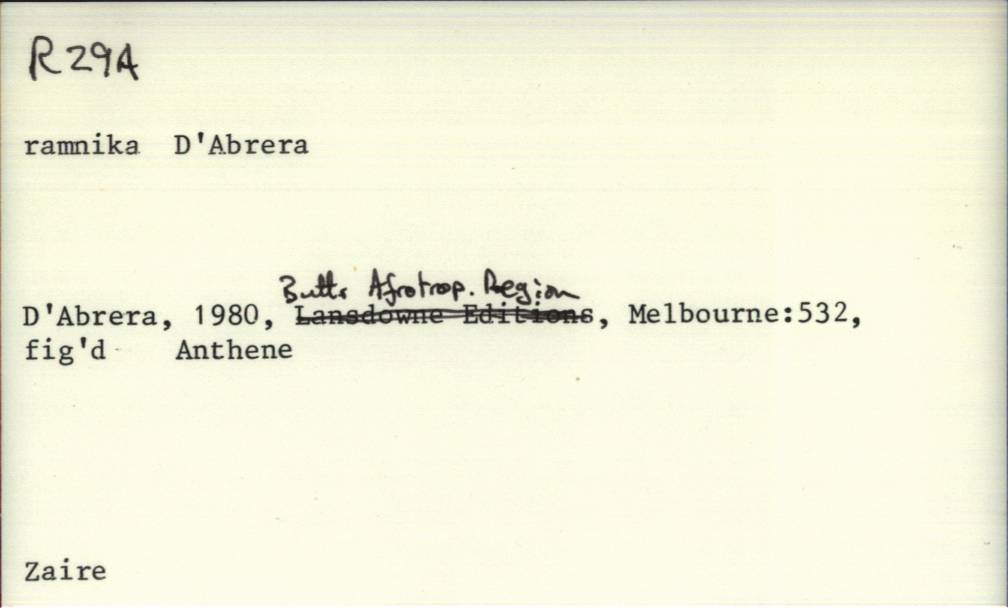 R29A
ramnika D'Abrera
Butts Afrotrop. Region
D'Abrera, 1980, Lansdowne Editions, Melbourne:532,
fig'd Anthene
Zaire